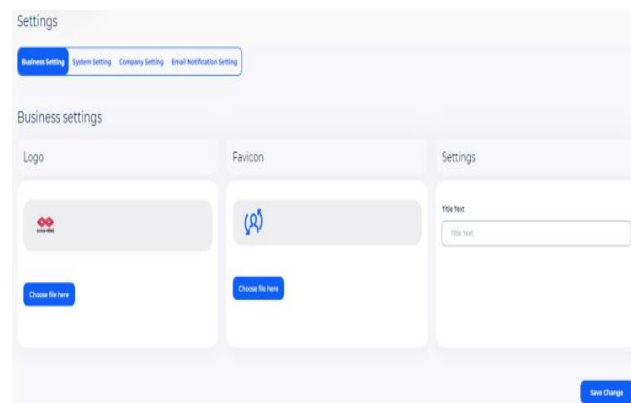 Settings
Business Setting System Setting Company Setting Email Notification Setting
Business settings
Logo Favicon Settings
Title Text
Title Text
Choose file here Choose file here
Save Change